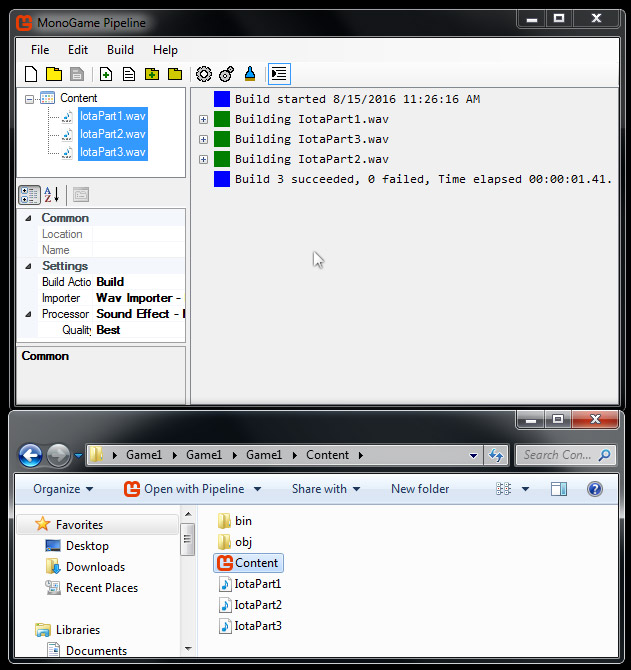 MonoGame Pipeline
File Edit Build Help
Content
IotaPart1.wav
IotaPart2.wav
IotaPart3.wav
Build started 8/15/2016 11:26:16 AM
Building IotaPart1.wav
Building IotaPart3.wav
Building IotaPart2.wav
Build 3 succeeded, 0 failed, Time elapsed 00:00:01.41.
Common
Location
Name
Settings
Build Actio Build
Importer Wav Importer -
Processor Sound Effect -
Quality Best
Common
Game1 Game1 Game1 Content
Search Con...
Organize Open with Pipeline Share with New folder
Favorites
Desktop
Downloads
Recent Places
Libraries
Documents
bin
obj
Content
IotaPart1
IotaPart2
IotaPart3